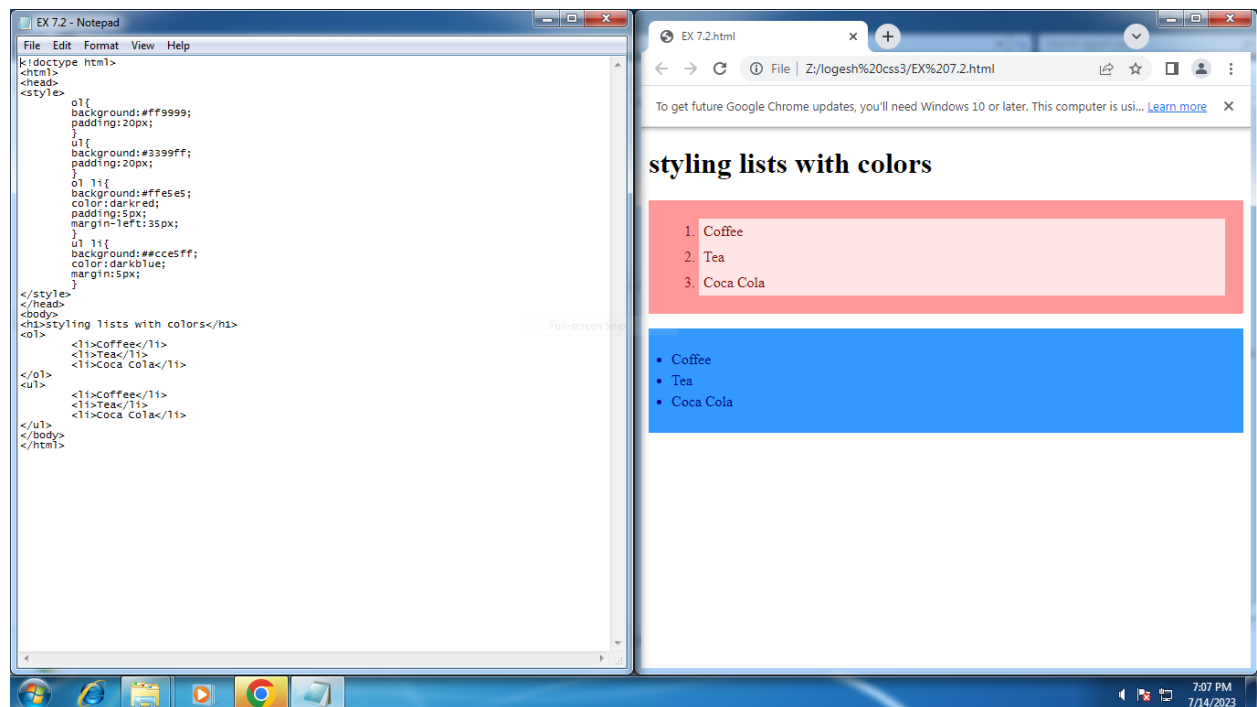 EX 7.2 - Notepad
File Edit Format View Help
<!doctype html>
<html>
<head>
<style>
ol{
background:#ff9999;
padding:20px;
}
ul{
background:#3399ff;
padding:20px;
}
ol li{
background:#ffe5e5;
color:darkred;
padding:5px;
margin-left:35px;
}
ul li{
background:##cce5ff;
color:darkblue;
margin:5px;
}
</style>
</head>
<body>
<h1>styling lists with colors</h1>
<ol>
<li>Coffee</li>
<li>Tea</li>
<li>Coca Cola</li>
</ol>
<ul>
<li>Coffee</li>
<li>Tea</li>
<li>Coca Cola</li>
</ul>
</body>
</html>
Full-screen Snip
EX 7.2.html
File Z:/logesh%20css3/EX%207.2.html
To get future Google Chrome updates, you'll need Windows 10 or later. This computer is usi... Learn more
styling lists with colors
1. Coffee
2. Tea
3. Coca Cola
• Coffee
• Tea
• Coca Cola
7:07 PM
7/14/2023